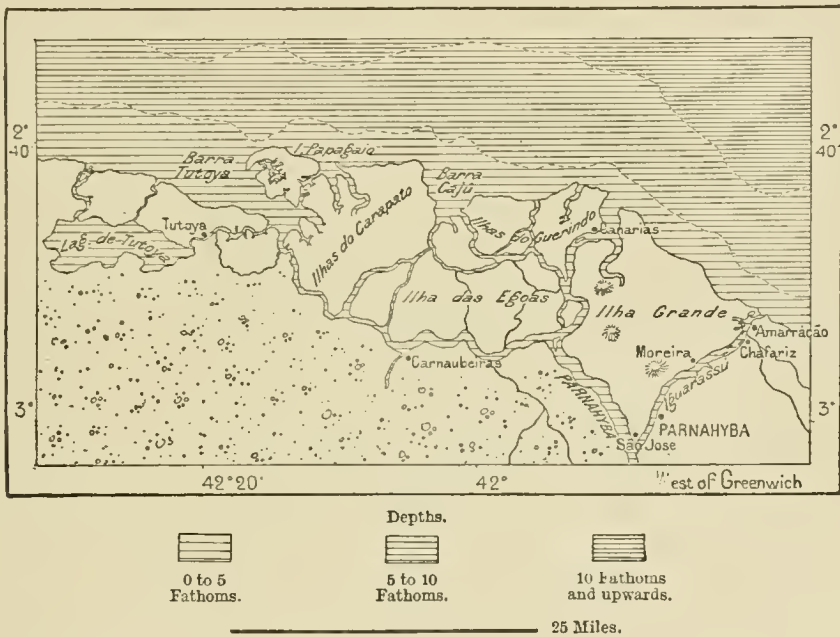 2°
40'
2°
40'
I. Papagaio
Barra
Tutoya
Barra
Cajú
Ilhas do Carapato
Ilhas do Guerindo
Tutoya
Lag. de Tutoya
Canarias
Ilha das Egoas
Ilha Grande
Amarração
Chafariz
Moreira
Carnaubeiras
Iguarassú
3°
3°
PARNAHYBA
PARNAHYBA
São Jose
42°20'
42°
West of Greenwich
Depths.
0 to 5
Fathoms.
5 to 10
Fathoms.
10 Fathoms
and upwards.
25 Miles.